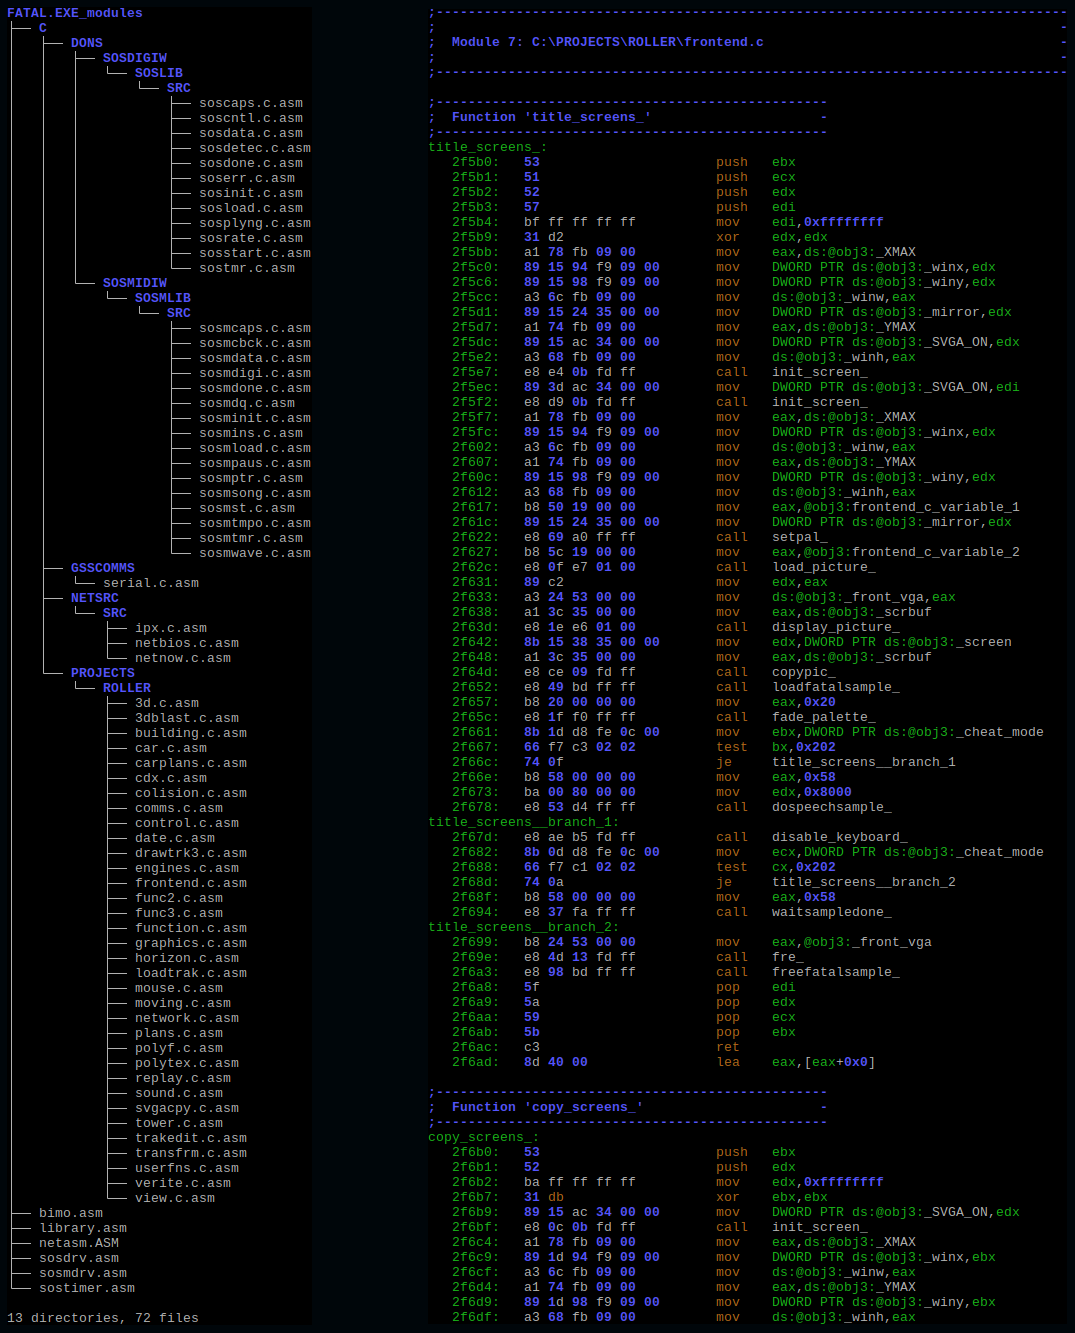 FATAL.EXE_modules
├── C
│   ├── DONS
│   │   ├── SOSDIGIW
│   │   │   └── SOSLIB
│   │   │       └── SRC
│   │   │           ├── soscaps.c.asm
│   │   │           ├── soscntl.c.asm
│   │   │           ├── sosdata.c.asm
│   │   │           ├── sosdetec.c.asm
│   │   │           ├── sosdone.c.asm
│   │   │           ├── soserr.c.asm
│   │   │           ├── sosinit.c.asm
│   │   │           ├── sosload.c.asm
│   │   │           ├── sosplyng.c.asm
│   │   │           ├── sosrate.c.asm
│   │   │           ├── sosstart.c.asm
│   │   │           └── sostmr.c.asm
│   │   └── SOSMIDIW
│   │       └── SOSMLIB
│   │           └── SRC
│   │               ├── sosmcaps.c.asm
│   │               ├── sosmcbck.c.asm
│   │               ├── sosmdata.c.asm
│   │               ├── sosmdigi.c.asm
│   │               ├── sosmdone.c.asm
│   │               ├── sosmdq.c.asm
│   │               ├── sosminit.c.asm
│   │               ├── sosmins.c.asm
│   │               ├── sosmload.c.asm
│   │               ├── sosmpaus.c.asm
│   │               ├── sosmptr.c.asm
│   │               ├── sosmsong.c.asm
│   │               ├── sosmst.c.asm
│   │               ├── sosmtmpo.c.asm
│   │               ├── sosmtmr.c.asm
│   │               └── sosmwave.c.asm
│   ├── GSSCOMMS
│   │   └── serial.c.asm
│   ├── NETSRC
│   │   └── SRC
│   │       ├── ipx.c.asm
│   │       ├── netbios.c.asm
│   │       └── netnow.c.asm
│   └── PROJECTS
│       └── ROLLER
│           ├── 3d.c.asm
│           ├── 3dblast.c.asm
│           ├── building.c.asm
│           ├── car.c.asm
│           ├── carplans.c.asm
│           ├── cdx.c.asm
│           ├── colision.c.asm
│           ├── comms.c.asm
│           ├── control.c.asm
│           ├── date.c.asm
│           ├── drawtrk3.c.asm
│           ├── engines.c.asm
│           ├── frontend.c.asm
│           ├── func2.c.asm
│           ├── func3.c.asm
│           ├── function.c.asm
│           ├── graphics.c.asm
│           ├── horizon.c.asm
│           ├── loadtrak.c.asm
│           ├── mouse.c.asm
│           ├── moving.c.asm
│           ├── network.c.asm
│           ├── plans.c.asm
│           ├── polyf.c.asm
│           ├── polytex.c.asm
│           ├── replay.c.asm
│           ├── sound.c.asm
│           ├── svgacpy.c.asm
│           ├── tower.c.asm
│           ├── trakedit.c.asm
│           ├── transfrm.c.asm
│           ├── userfns.c.asm
│           ├── verite.c.asm
│           └── view.c.asm
├── bimo.asm
├── library.asm
├── netasm.ASM
├── sosdrv.asm
├── sosmdrv.asm
└── sostimer.asm
13 directories, 72 files
;-------------------------------------------------------------------------------
;                                                                              -
;  Module 7: C:\PROJECTS\ROLLER\frontend.c                                     -
;                                                                              -
;-------------------------------------------------------------------------------
;-------------------------------------------------
;  Function 'title_screens_'                     -
;-------------------------------------------------
title_screens_:
   2f5b0:   53                      push   ebx
   2f5b1:   51                      push   ecx
   2f5b2:   52                      push   edx
   2f5b3:   57                      push   edi
   2f5b4:   bf ff ff ff ff          mov    edi,0xffffffff
   2f5b9:   31 d2                   xor    edx,edx
   2f5bb:   a1 78 fb 09 00          mov    eax,ds:@obj3:_XMAX
   2f5c0:   89 15 94 f9 09 00       mov    DWORD PTR ds:@obj3:_winx,edx
   2f5c6:   89 15 98 f9 09 00       mov    DWORD PTR ds:@obj3:_winy,edx
   2f5cc:   a3 6c fb 09 00          mov    ds:@obj3:_winw,eax
   2f5d1:   89 15 24 35 00 00       mov    DWORD PTR ds:@obj3:_mirror,edx
   2f5d7:   a1 74 fb 09 00          mov    eax,ds:@obj3:_YMAX
   2f5dc:   89 15 ac 34 00 00       mov    DWORD PTR ds:@obj3:_SVGA_ON,edx
   2f5e2:   a3 68 fb 09 00          mov    ds:@obj3:_winh,eax
   2f5e7:   e8 e4 0b fd ff          call   init_screen_
   2f5ec:   89 3d ac 34 00 00       mov    DWORD PTR ds:@obj3:_SVGA_ON,edi
   2f5f2:   e8 d9 0b fd ff          call   init_screen_
   2f5f7:   a1 78 fb 09 00          mov    eax,ds:@obj3:_XMAX
   2f5fc:   89 15 94 f9 09 00       mov    DWORD PTR ds:@obj3:_winx,edx
   2f602:   a3 6c fb 09 00          mov    ds:@obj3:_winw,eax
   2f607:   a1 74 fb 09 00          mov    eax,ds:@obj3:_YMAX
   2f60c:   89 15 98 f9 09 00       mov    DWORD PTR ds:@obj3:_winy,edx
   2f612:   a3 68 fb 09 00          mov    ds:@obj3:_winh,eax
   2f617:   b8 50 19 00 00          mov    eax,@obj3:frontend_c_variable_1
   2f61c:   89 15 24 35 00 00       mov    DWORD PTR ds:@obj3:_mirror,edx
   2f622:   e8 69 a0 ff ff          call   setpal_
   2f627:   b8 5c 19 00 00          mov    eax,@obj3:frontend_c_variable_2
   2f62c:   e8 0f e7 01 00          call   load_picture_
   2f631:   89 c2                   mov    edx,eax
   2f633:   a3 24 53 00 00          mov    ds:@obj3:_front_vga,eax
   2f638:   a1 3c 35 00 00          mov    eax,ds:@obj3:_scrbuf
   2f63d:   e8 1e e6 01 00          call   display_picture_
   2f642:   8b 15 38 35 00 00       mov    edx,DWORD PTR ds:@obj3:_screen
   2f648:   a1 3c 35 00 00          mov    eax,ds:@obj3:_scrbuf
   2f64d:   e8 ce 09 fd ff          call   copypic_
   2f652:   e8 49 bd ff ff          call   loadfatalsample_
   2f657:   b8 20 00 00 00          mov    eax,0x20
   2f65c:   e8 1f f0 ff ff          call   fade_palette_
   2f661:   8b 1d d8 fe 0c 00       mov    ebx,DWORD PTR ds:@obj3:_cheat_mode
   2f667:   66 f7 c3 02 02          test   bx,0x202
   2f66c:   74 0f                   je     title_screens__branch_1
   2f66e:   b8 58 00 00 00          mov    eax,0x58
   2f673:   ba 00 80 00 00          mov    edx,0x8000
   2f678:   e8 53 d4 ff ff          call   dospeechsample_
title_screens__branch_1:
   2f67d:   e8 ae b5 fd ff          call   disable_keyboard_
   2f682:   8b 0d d8 fe 0c 00       mov    ecx,DWORD PTR ds:@obj3:_cheat_mode
   2f688:   66 f7 c1 02 02          test   cx,0x202
   2f68d:   74 0a                   je     title_screens__branch_2
   2f68f:   b8 58 00 00 00          mov    eax,0x58
   2f694:   e8 37 fa ff ff          call   waitsampledone_
title_screens__branch_2:
   2f699:   b8 24 53 00 00          mov    eax,@obj3:_front_vga
   2f69e:   e8 4d 13 fd ff          call   fre_
   2f6a3:   e8 98 bd ff ff          call   freefatalsample_
   2f6a8:   5f                      pop    edi
   2f6a9:   5a                      pop    edx
   2f6aa:   59                      pop    ecx
   2f6ab:   5b                      pop    ebx
   2f6ac:   c3                      ret
   2f6ad:   8d 40 00                lea    eax,[eax+0x0]
;-------------------------------------------------
;  Function 'copy_screens_'                      -
;-------------------------------------------------
copy_screens_:
   2f6b0:   53                      push   ebx
   2f6b1:   52                      push   edx
   2f6b2:   ba ff ff ff ff          mov    edx,0xffffffff
   2f6b7:   31 db                   xor    ebx,ebx
   2f6b9:   89 15 ac 34 00 00       mov    DWORD PTR ds:@obj3:_SVGA_ON,edx
   2f6bf:   e8 0c 0b fd ff          call   init_screen_
   2f6c4:   a1 78 fb 09 00          mov    eax,ds:@obj3:_XMAX
   2f6c9:   89 1d 94 f9 09 00       mov    DWORD PTR ds:@obj3:_winx,ebx
   2f6cf:   a3 6c fb 09 00          mov    ds:@obj3:_winw,eax
   2f6d4:   a1 74 fb 09 00          mov    eax,ds:@obj3:_YMAX
   2f6d9:   89 1d 98 f9 09 00       mov    DWORD PTR ds:@obj3:_winy,ebx
   2f6df:   a3 68 fb 09 00          mov    ds:@obj3:_winh,eax